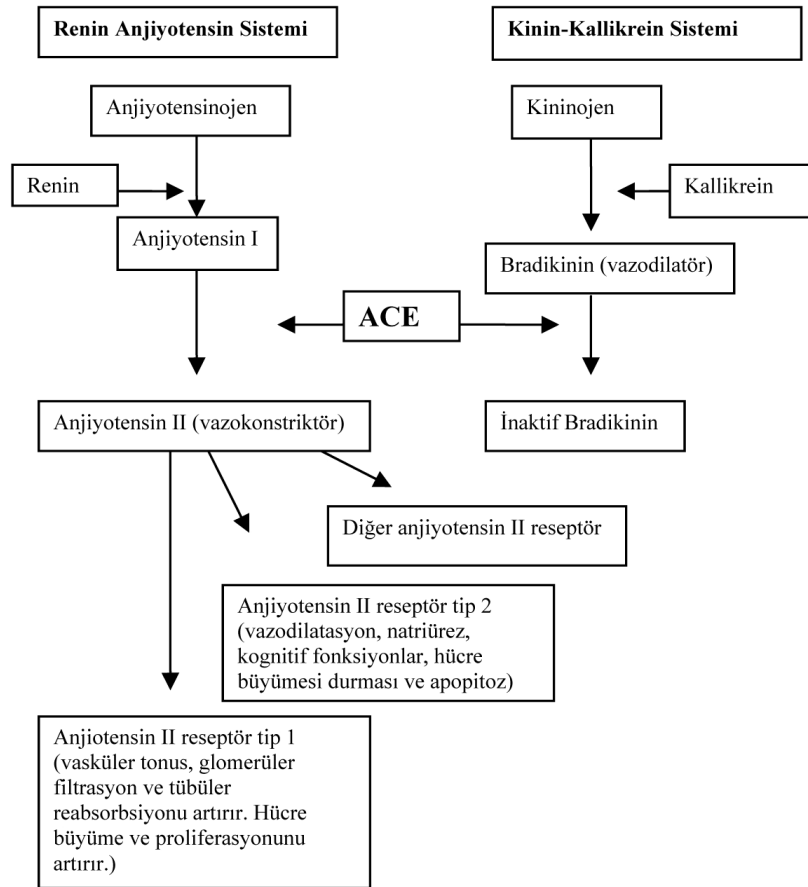 Renin Anjiyotensin Sistemi
Kinin-Kallikrein Sistemi
Anjiyotensinojen
Kininojen
Renin
Kallikrein
Anjiyotensin I
Bradikinin (vazodilatör)
ACE
Anjiyotensin II (vazokonstriktör)
İnaktif Bradikinin
Diğer anjiyotensin II reseptör
Anjiyotensin II reseptör tip 2
(vazodilatasyon, natriürez,
kognitif fonksiyonlar, hücre
büyümesi durması ve apopitoz)
Anjiotensin II reseptör tip 1
(vasküler tonus, glomerüler
filtrasyon ve tübüler
reabsorbsiyonu artırır. Hücre
büyüme ve proliferasyonunu
artırır.)